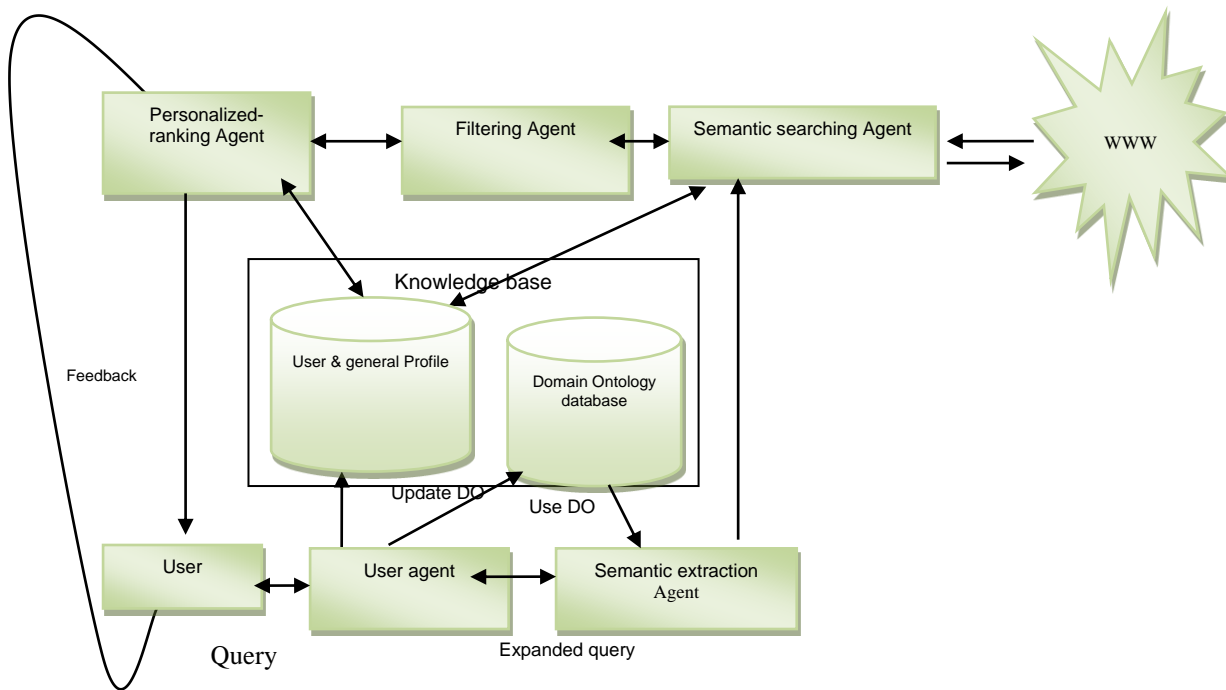 Personalized-
ranking Agent
Filtering Agent
Semantic searching Agent
WWW
Knowledge base
User & general Profile
Domain Ontology
database
Feedback
Update DO
Use DO
User
User agent
Semantic extraction
Agent
Query
Expanded query